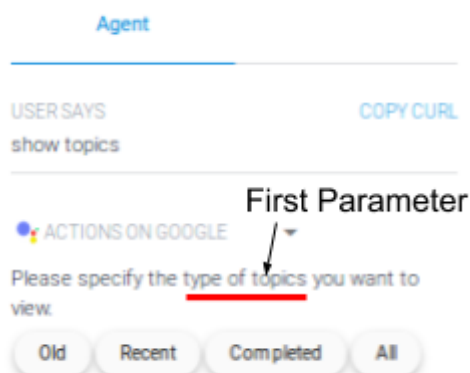 Agent
USER SAYS COPY CURL
show topics
First Parameter
ACTIONS ON GOOGLE
Please specify the type of topics you want to
view.
Old Recent Completed All